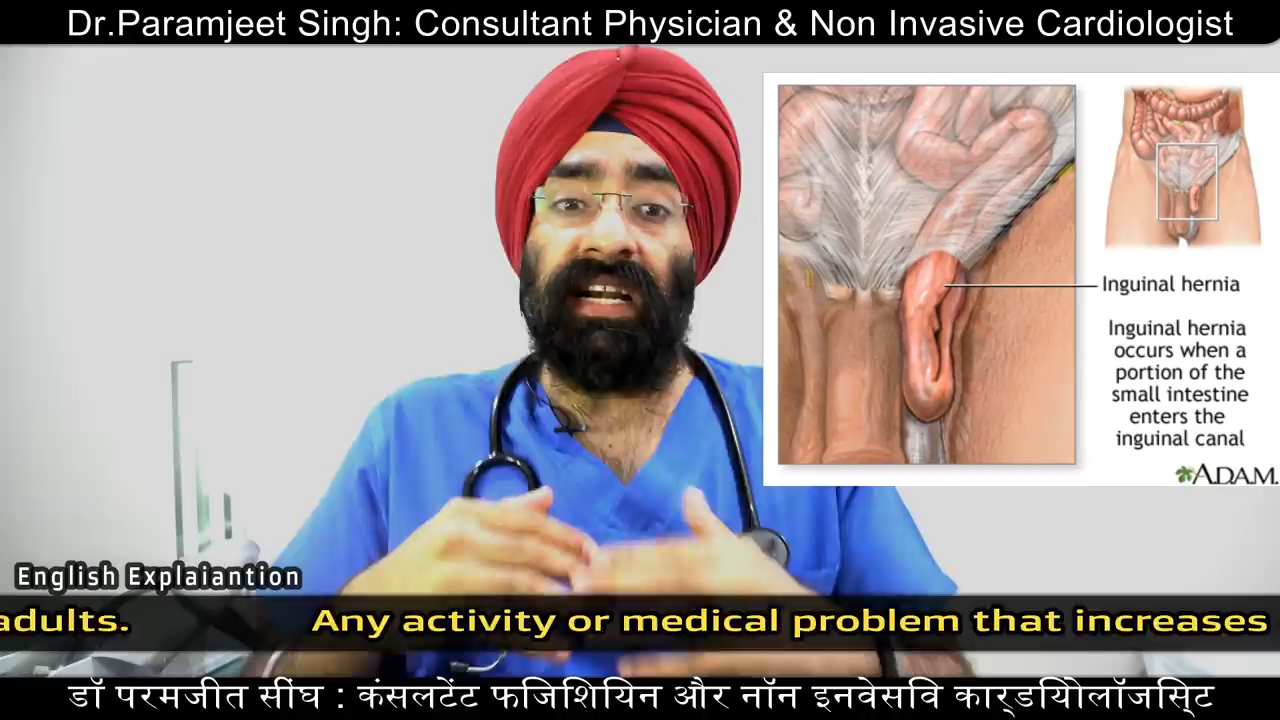 Dr.Paramjeet Singh: Consultant Physician & Non Invasive Cardiologist
Inguinal hernia
Inguinal hernia
occurs when a
portion of the
small intestine
enters the
inguinal canal
ADAM.
English Explaiantion
adults. Any activity or medical problem that increases
डॉ परमजीत सींघ : कंसलटेंट फजिशियिन और नॉन इनवेसवि कार्डयिोलॉजसि्ट